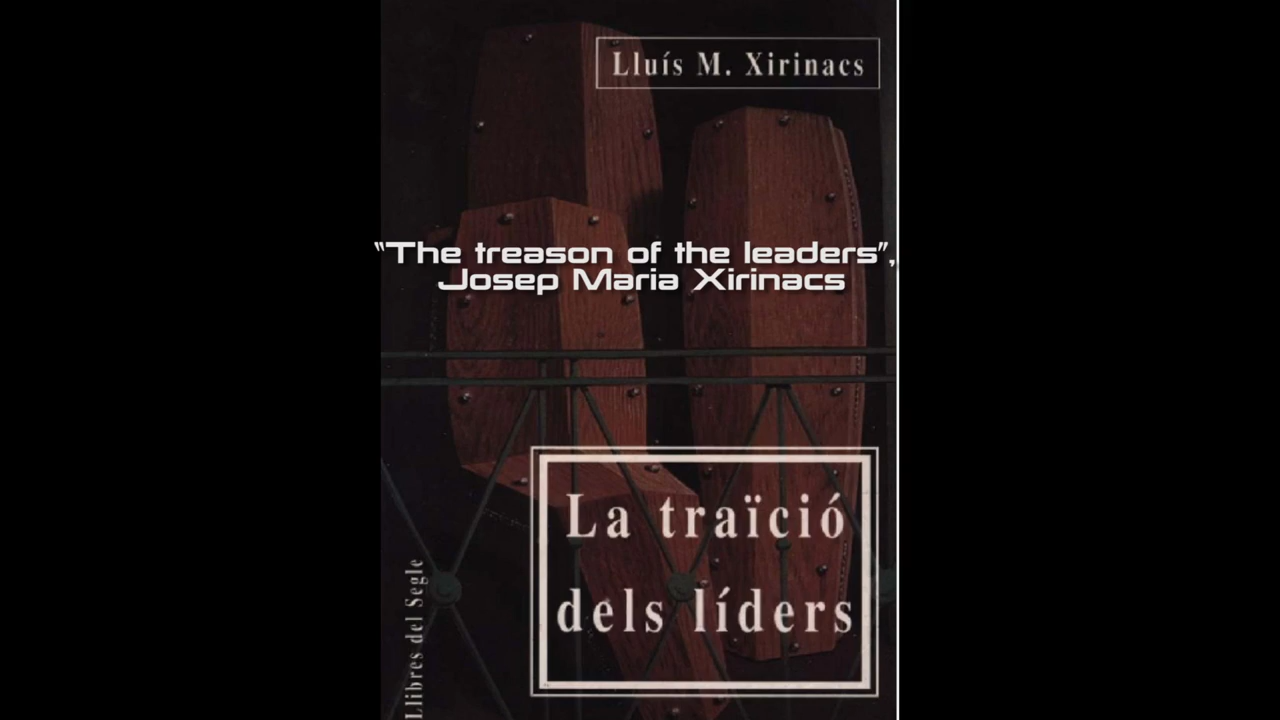 Lluís M. Xirinacs
“The treason of the leaders”,
Josep Maria Xirinacs
La traïció
dels líders
Llibres del Segle